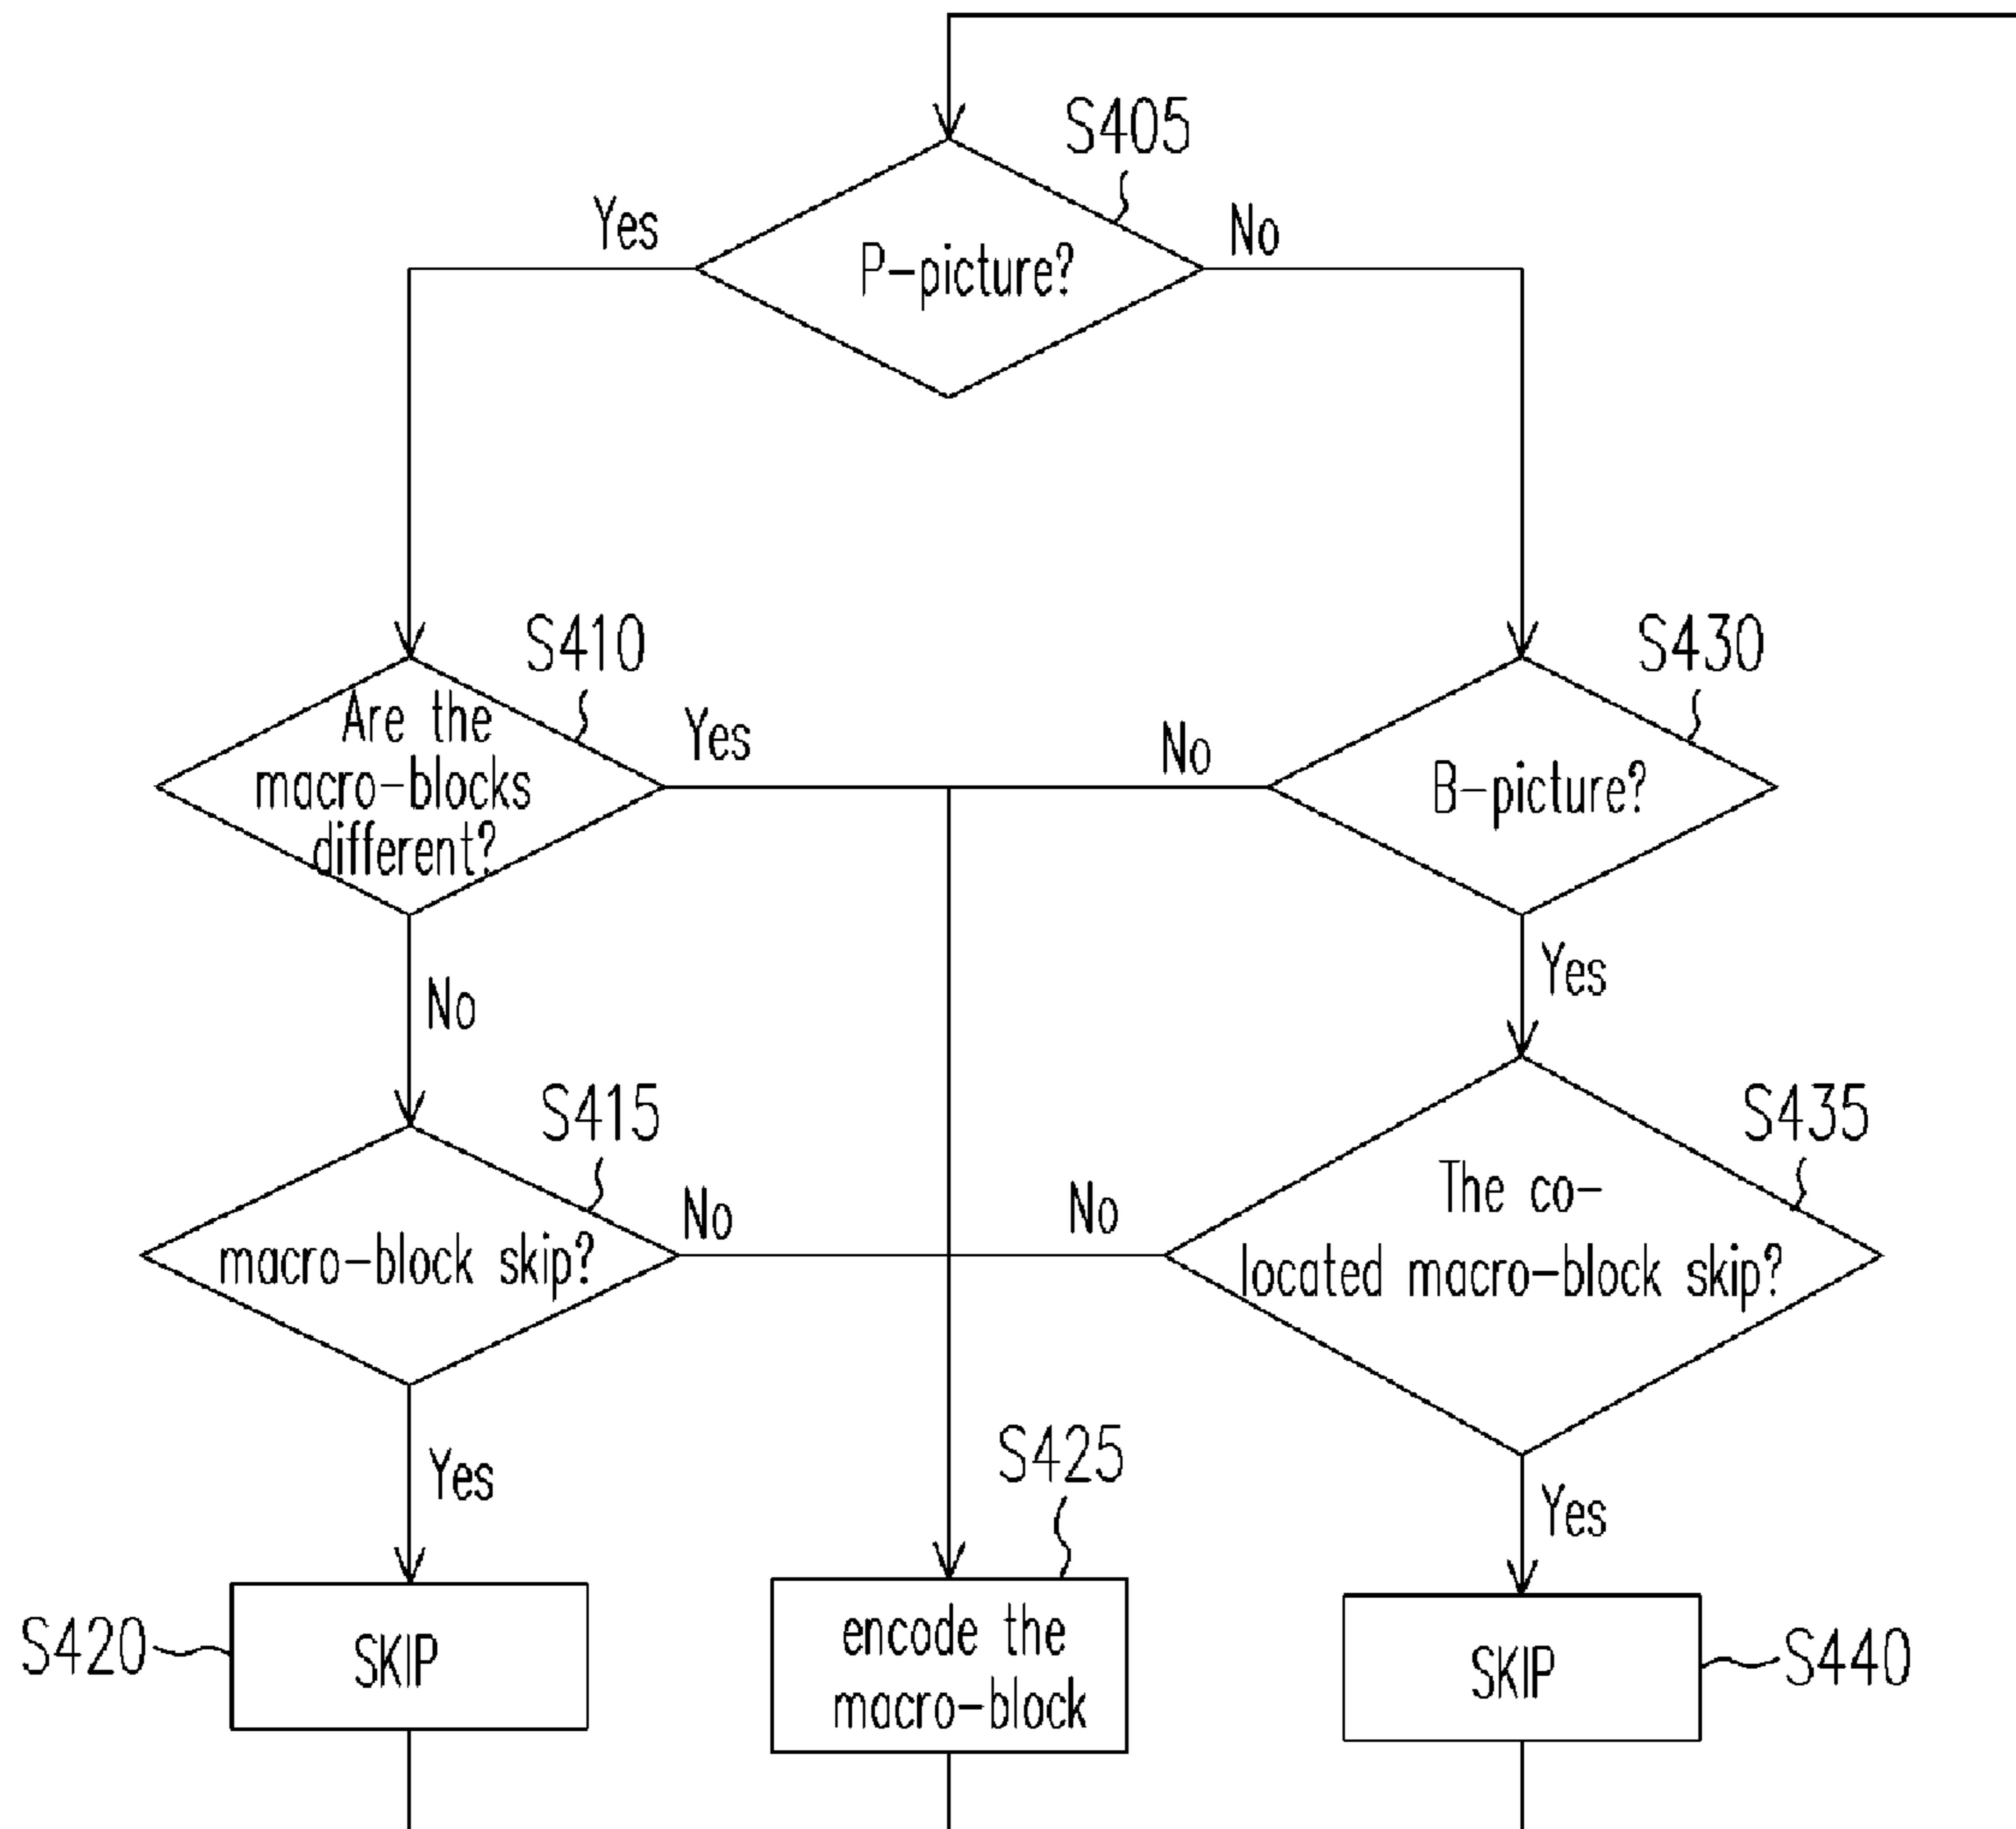 S405
Yes
No
P-picture?
S410
S430
Are the
macro-blocks
different?
Yes
No
B-picture?
No
Yes
S415
S435
macro-block skip?
No
No
The co-
located macro-block skip?
Yes
S425
Yes
S420
SKIP
encode the
macro-block
SKIP
S440